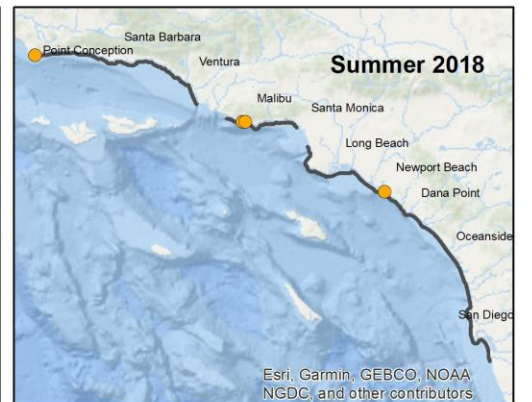 Santa Barbara
Point Conception
Ventura
Summer 2018
Malibu
Santa Monica
Long Beach
Newport Beach
Dana Point
Oceanside
San Diego
Esri, Garmin, GEBCO, NOAA
NGDC, and other contributors